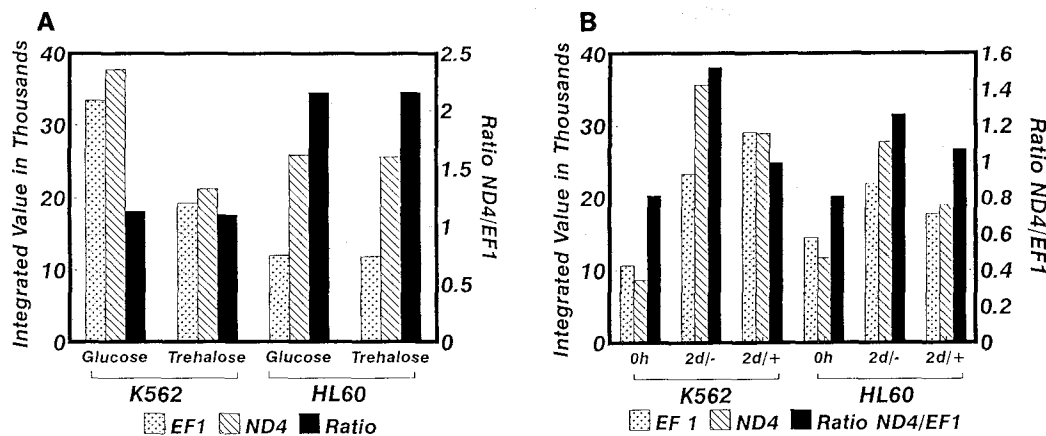 A
Integrated Value in Thousands
40
30
20
10
0
2.5
2
1.5
1
0.5
0
Ratio ND4/EF1
Glucose Trehalose Glucose Trehalose
K562 HL60
EF1 ND4 Ratio
B
Integrated Value in Thousands
40
30
20
10
0
1.6
1.4
1.2
1
0.8
0.6
0.4
0.2
0
Ratio ND4/EF1
0h 2d/- 2d/+ 0h 2d/- 2d/+
K562 HL60
EF 1 ND4 Ratio ND4/EF1